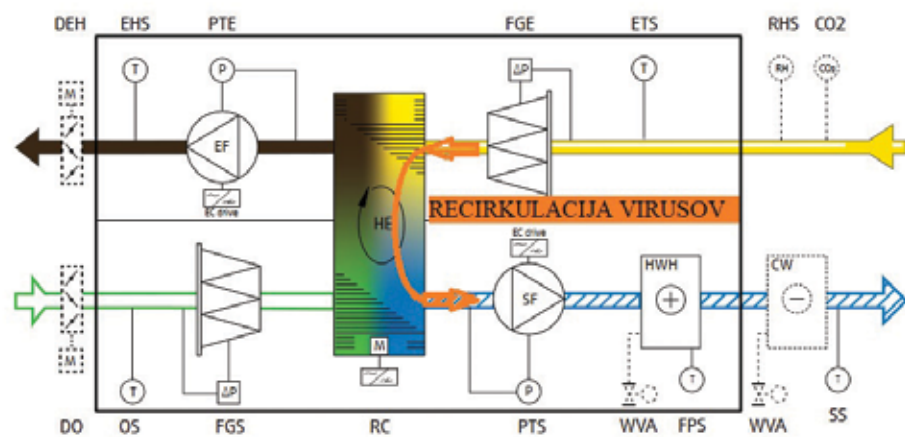 DEH EHS PTE FGE ETS RHS CO2
T P ΔP T RH CO₂
M
EF
EC drive
RECIRKULACIJA VIRUSOV
HE
EC drive
HWH CW
SF
M
M
T ΔP P T T
DO OS FGS RC PTS WVA FPS WVA SS